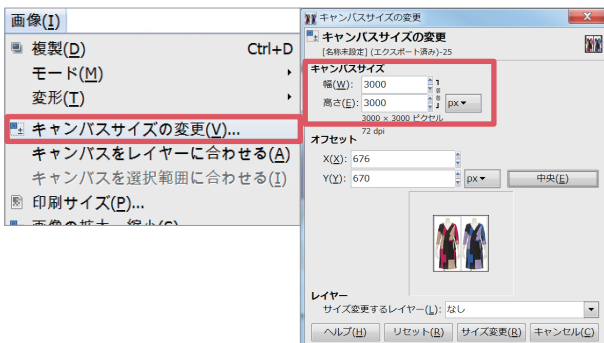 画像(I)
複製(D) Ctrl+D
モード(M)
変形(T)
キャンバスサイズの変更(V)...
キャンバスをレイヤーに合わせる(A)
キャンバスを選択範囲に合わせる(I)
印刷サイズ(P)...
キャンバスサイズの変更
キャンバスサイズの変更
[名称未設定] (エクスポート済み)-25
キャンバスサイズ
幅(W): 3000
高さ(E): 3000 px
3000 × 3000 ピクセル
72 dpi
オフセット
X(X): 676
Y(Y): 670 px 中央(E)
レイヤー
サイズ変更するレイヤー(L): なし
ヘルプ(H) リセット(R) サイズ変更(R) キャンセル(C)